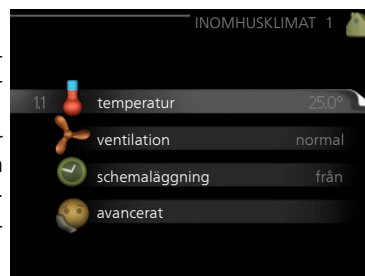 INOMHUSKLIMAT 1
1.1 temperatur 25.0°
ventilation normal
schemaläggning från
avancerat